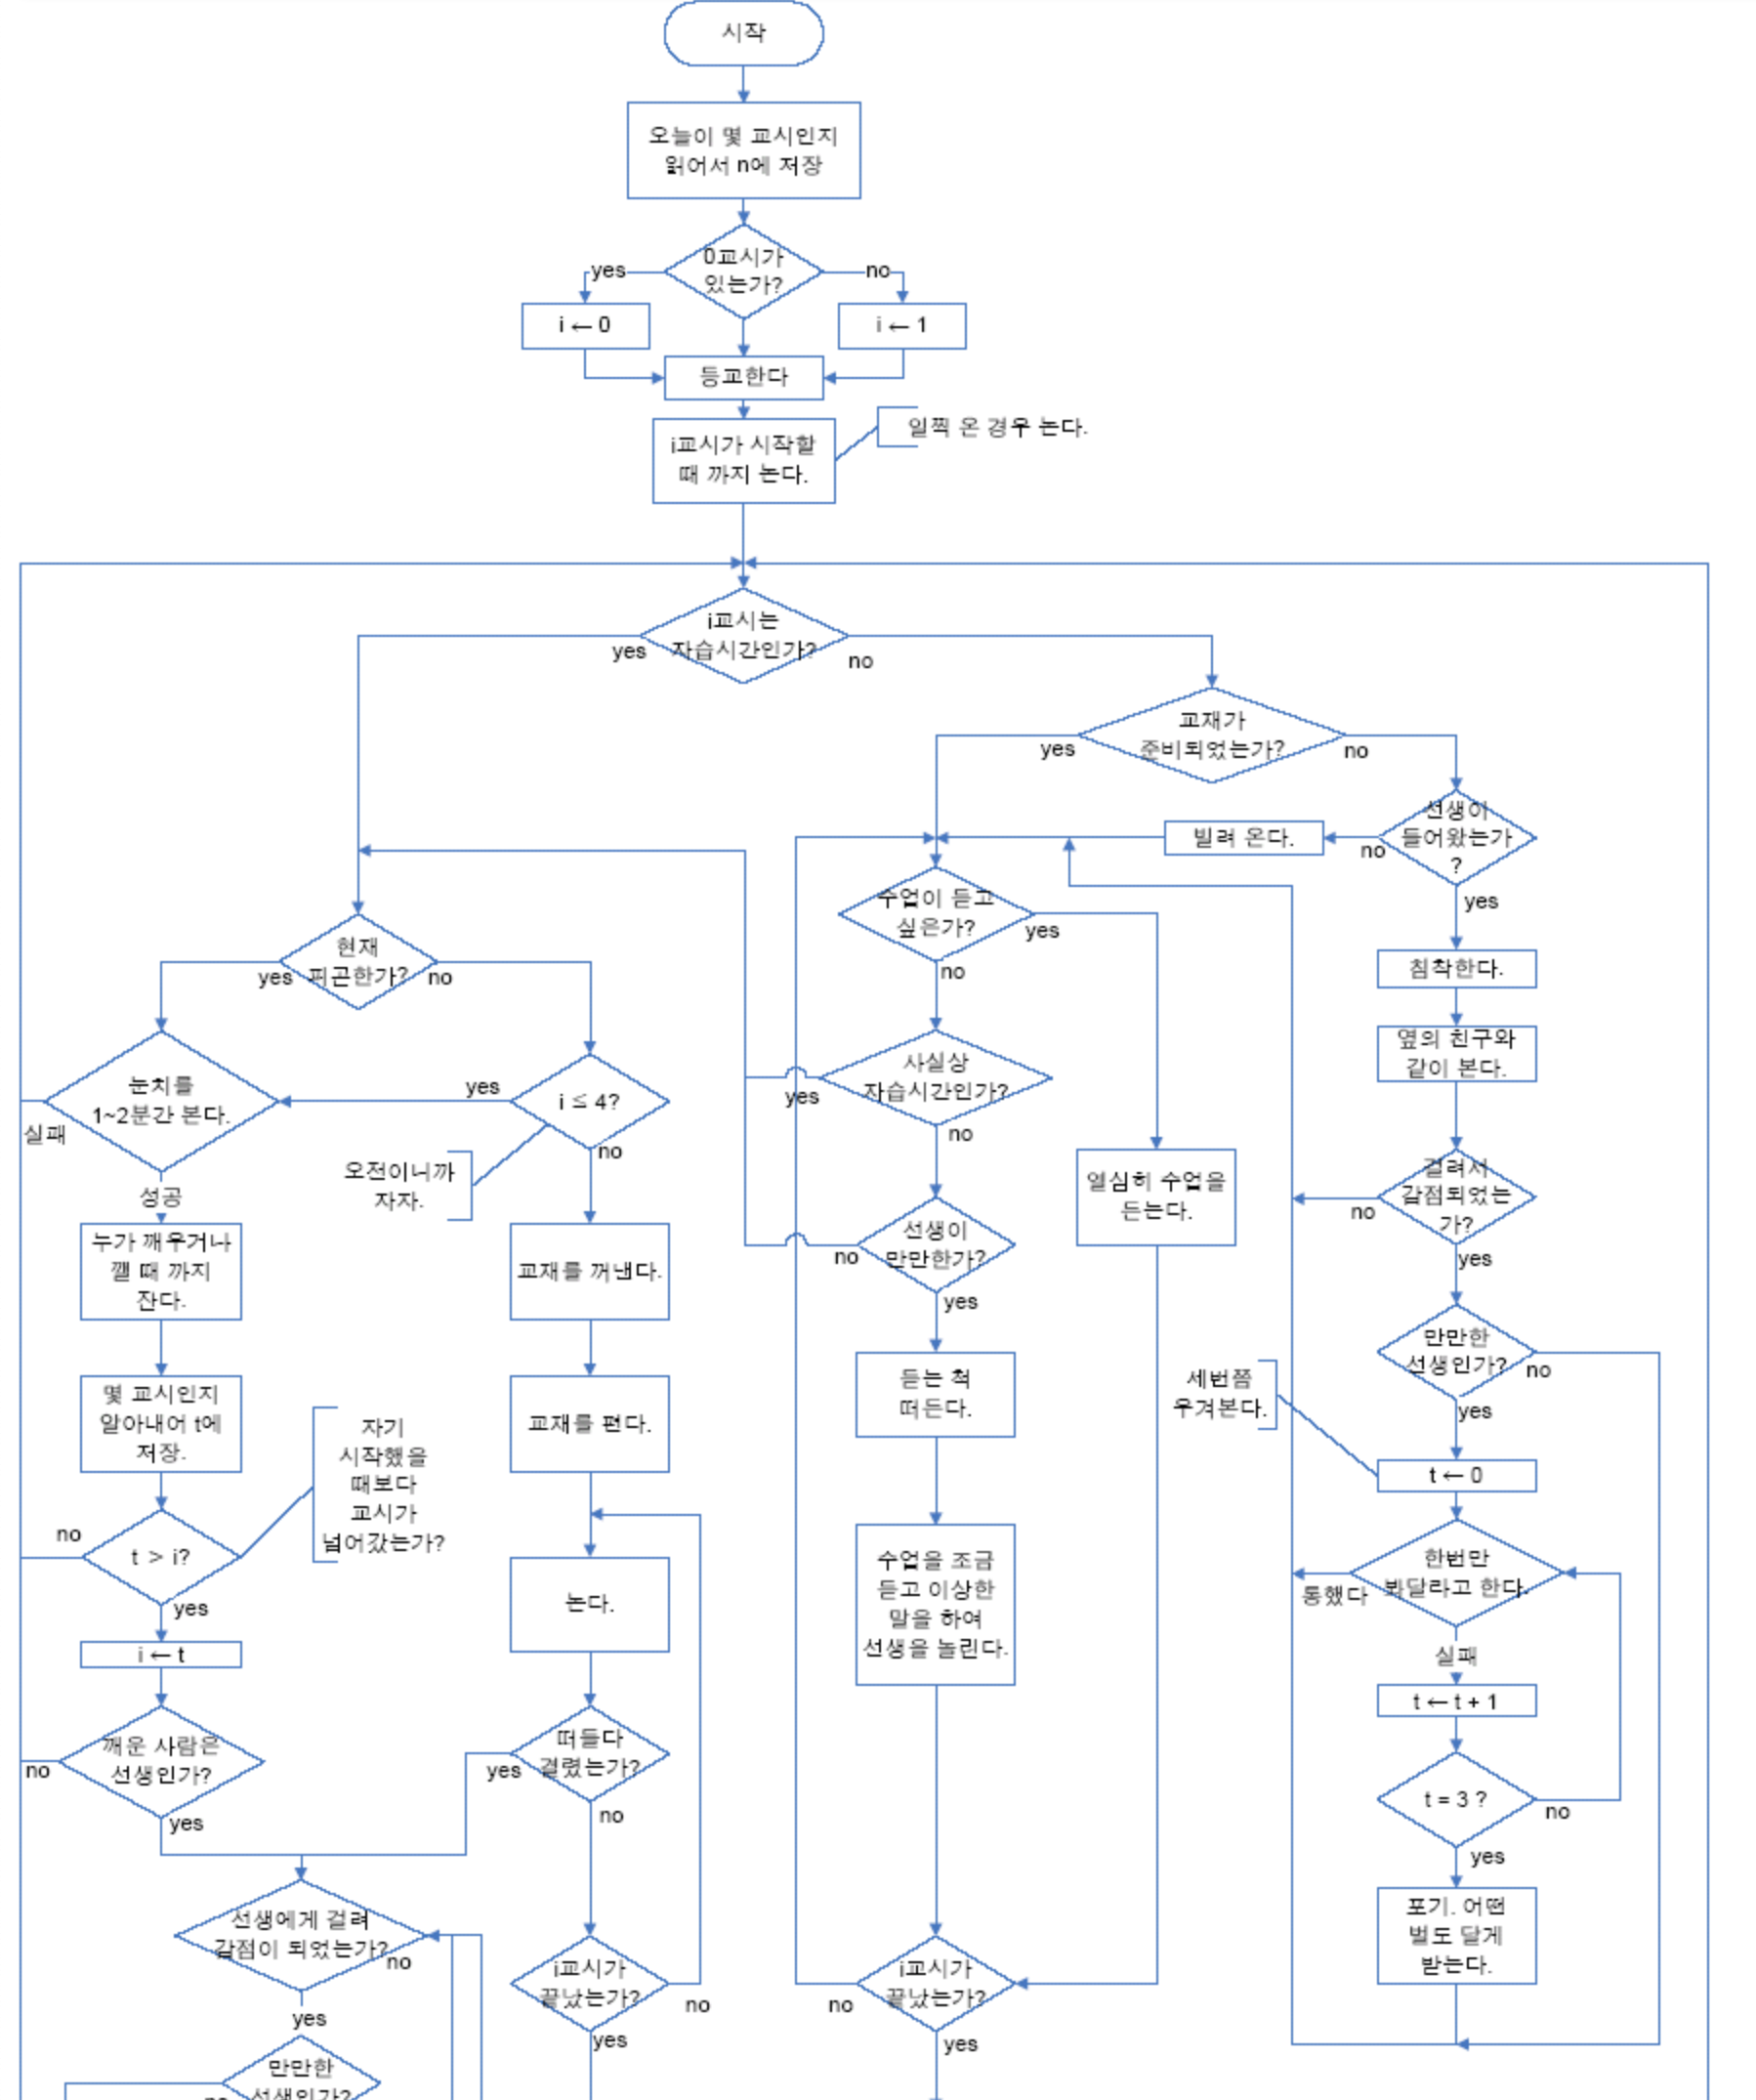 시작
오늘이 몇 교시인지
읽어서 n에 저장
0교시가
있는가?
yes
no
i ← 0
i ← 1
등교한다
i교시가 시작할
때 까지 논다.
일찍 온 경우 논다.
i교시는
자습시간인가?
yes
no
교재가
준비되었는가?
yes
no
선생이
들어왔는가
?
no
yes
빌려 온다.
침착한다.
옆의 친구와
같이 본다.
걸려서
감점되었는
가?
no
yes
만만한
선생인가?
no
yes
세번쯤
우겨본다.
t ← 0
한번만
봐달라고 한다.
통했다
실패
t ← t + 1
t = 3 ?
no
yes
포기. 어떤
벌도 달게
받는다.
수업이 듣고
싶은가?
yes
no
사실상
자습시간인가?
yes
no
열심히 수업을
듣는다.
선생이
만만한가?
no
yes
듣는 척
떠든다.
수업을 조금
듣고 이상한
말을 하여
선생을 놀린다.
i교시가
끝났는가?
no
yes
현재
피곤한가?
yes
no
눈치를
1~2분간 본다.
실패
성공
i ≤ 4?
yes
no
오전이니까
자자.
누가 깨우거나
깰 때 까지
잔다.
몇 교시인지
알아내어 t에
저장.
자기
시작했을
때보다
교시가
넘어갔는가?
t > i?
no
yes
i ← t
깨운 사람은
선생인가?
no
yes
교재를 꺼낸다.
교재를 편다.
논다.
떠들다
걸렸는가?
yes
no
i교시가
끝났는가?
no
yes
선생에게 걸려
감점이 되었는가?
no
yes
만만한
선생인가?